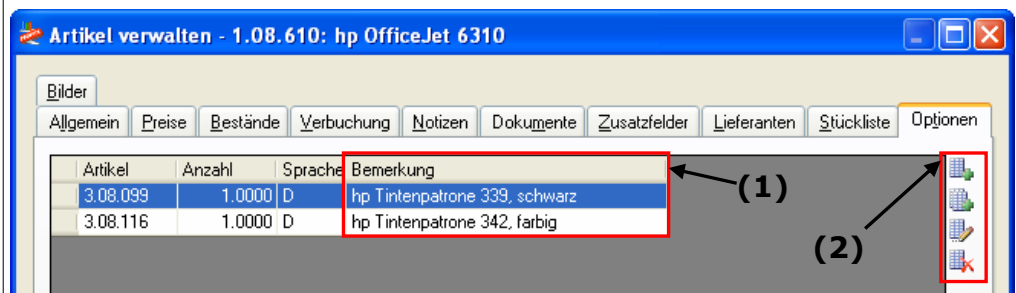 Artikel verwalten - 1.08.610: hp OfficeJet 6310
Bilder
Allgemein Preise Bestände Verbuchung Notizen Dokumente Zusatzfelder Lieferanten Stückliste Optionen
Artikel Anzahl Sprache Bemerkung
3.08.099 1.0000 D hp Tintenpatrone 339, schwarz
3.08.116 1.0000 D hp Tintenpatrone 342, farbig
(1)
(2)